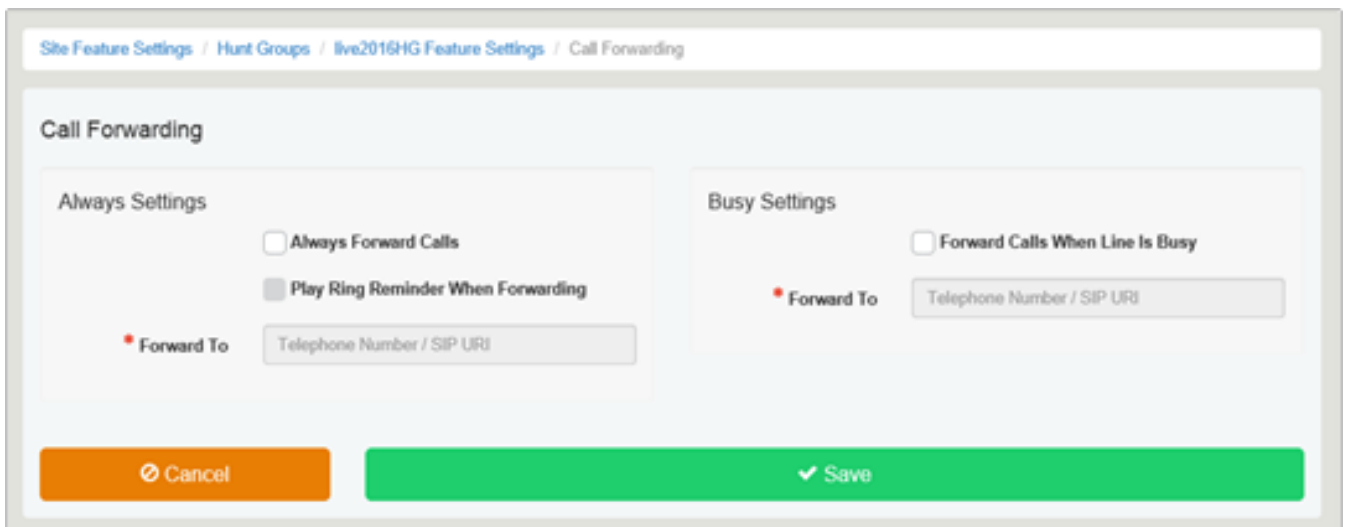 Site Feature Settings / Hunt Groups / live2016HG Feature Settings / Call Forwarding
Call Forwarding
Always Settings
Always Forward Calls
Play Ring Reminder When Forwarding
* Forward To Telephone Number / SIP URI
Busy Settings
Forward Calls When Line Is Busy
* Forward To Telephone Number / SIP URI
Cancel
Save